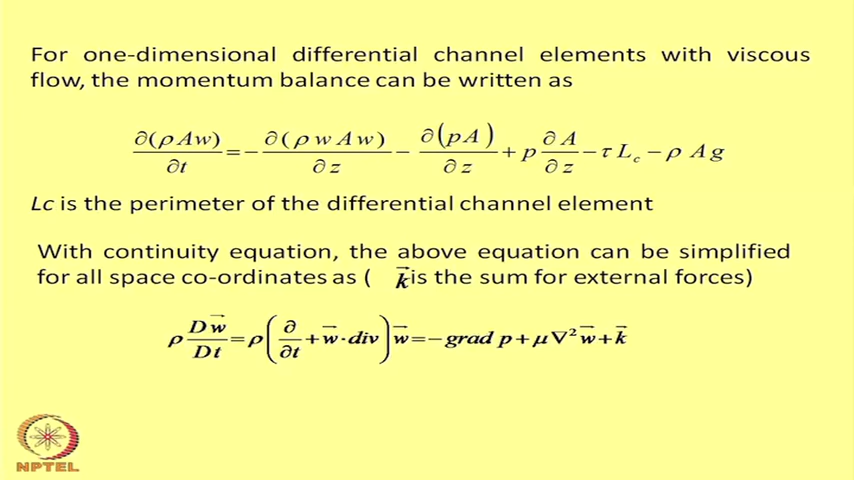 For one-dimensional differential channel elements with viscous
flow, the momentum balance can be written as
∂(ρAw)/∂t = − ∂(ρwAw)/∂z − ∂(pA)/∂z + p ∂A/∂z − τ L_c − ρ A g
Lc is the perimeter of the differential channel element
With continuity equation, the above equation can be simplified
for all space co-ordinates as ( k⃗ is the sum for external forces)
ρ Dw⃗/Dt = ρ(∂/∂t + w⃗·div)w⃗ = −grad p + μ∇²w⃗ + k⃗
NPTEL